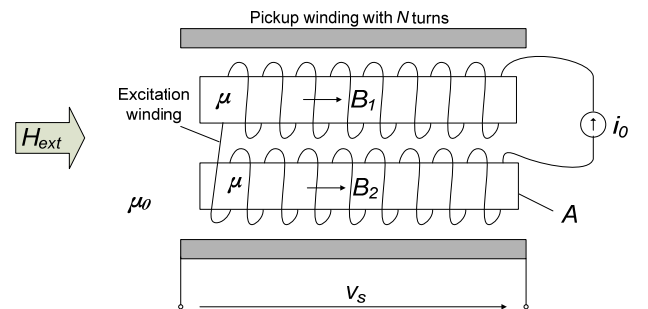 Pickup winding with N turns
Excitation
winding
μ
B1
Hext
i0
μ
B2
μ0
A
vs